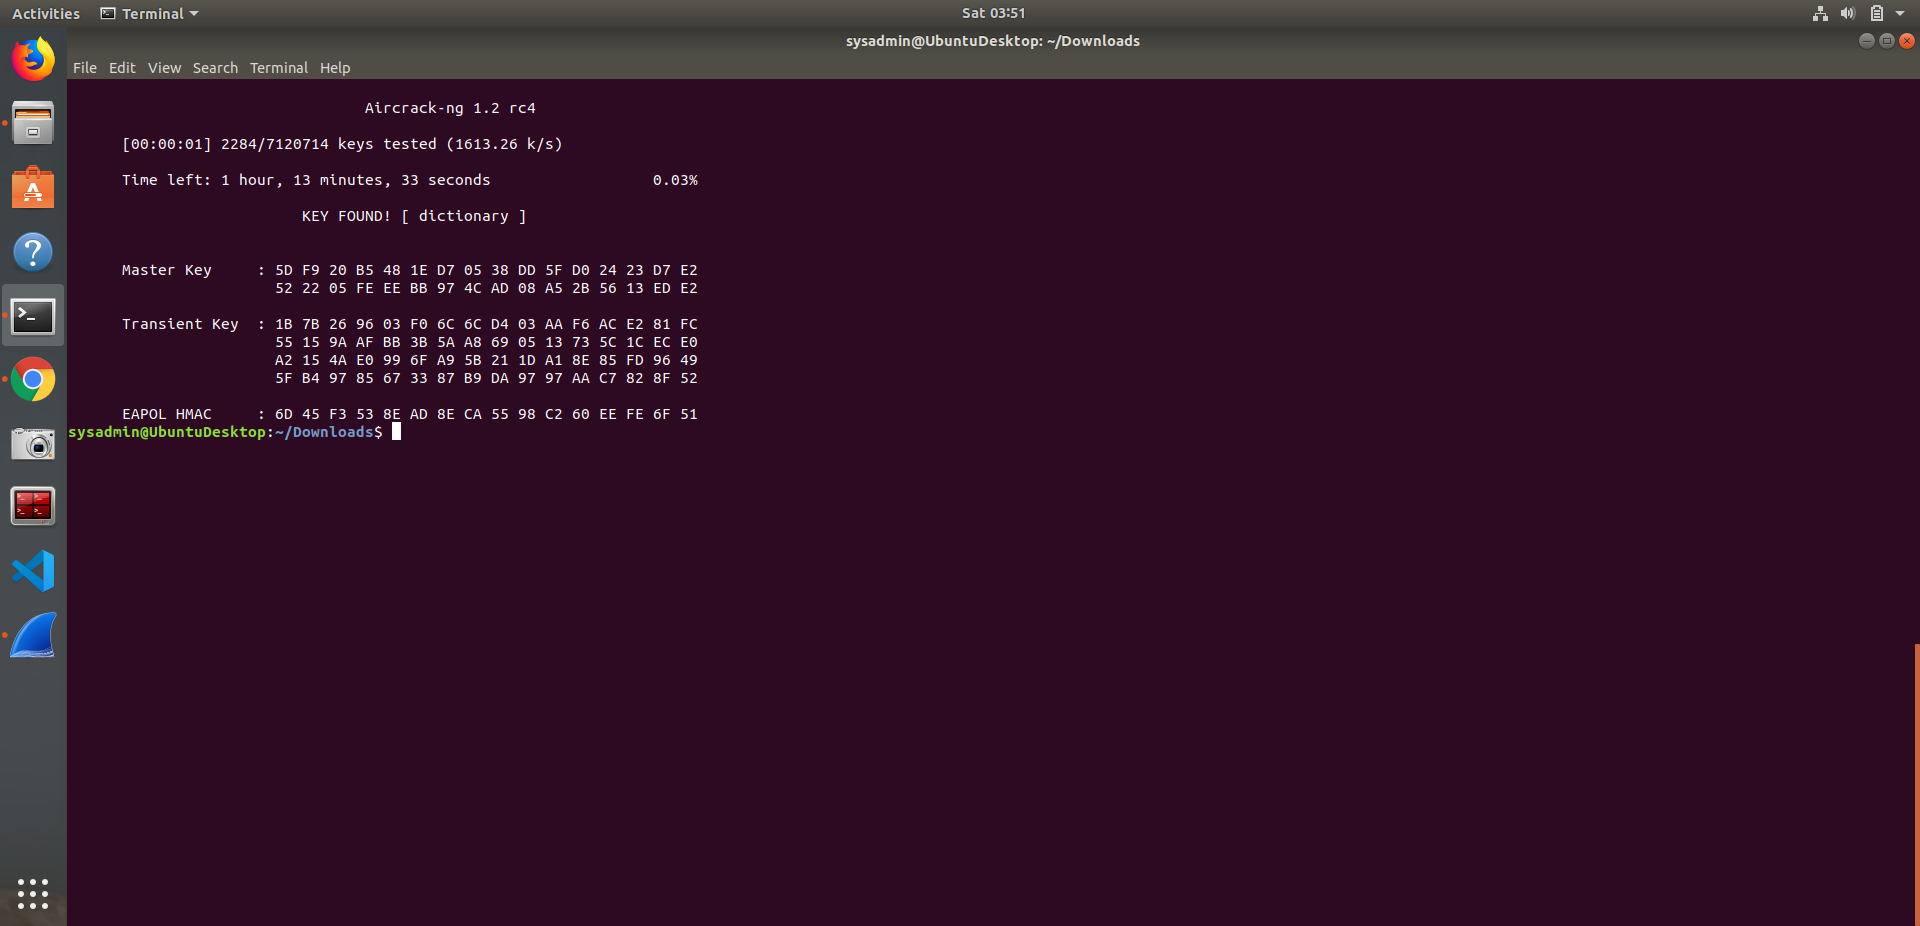 Activities Terminal Sat 03:51
sysadmin@UbuntuDesktop: ~/Downloads
File Edit View Search Terminal Help
Aircrack-ng 1.2 rc4
[00:00:01] 2284/7120714 keys tested (1613.26 k/s)
Time left: 1 hour, 13 minutes, 33 seconds 0.03%
KEY FOUND! [ dictionary ]
Master Key : 5D F9 20 B5 48 1E D7 05 38 DD 5F D0 24 23 D7 E2
52 22 05 FE EE BB 97 4C AD 08 A5 2B 56 13 ED E2
Transient Key : 1B 7B 26 96 03 F0 6C 6C D4 03 AA F6 AC E2 81 FC
55 15 9A AF BB 3B 5A A8 69 05 13 73 5C 1C EC E0
A2 15 4A E0 99 6F A9 5B 21 1D A1 8E 85 FD 96 49
5F B4 97 85 67 33 87 B9 DA 97 97 AA C7 82 8F 52
EAPOL HMAC : 6D 45 F3 53 8E AD 8E CA 55 98 C2 60 EE FE 6F 51
sysadmin@UbuntuDesktop:~/Downloads$